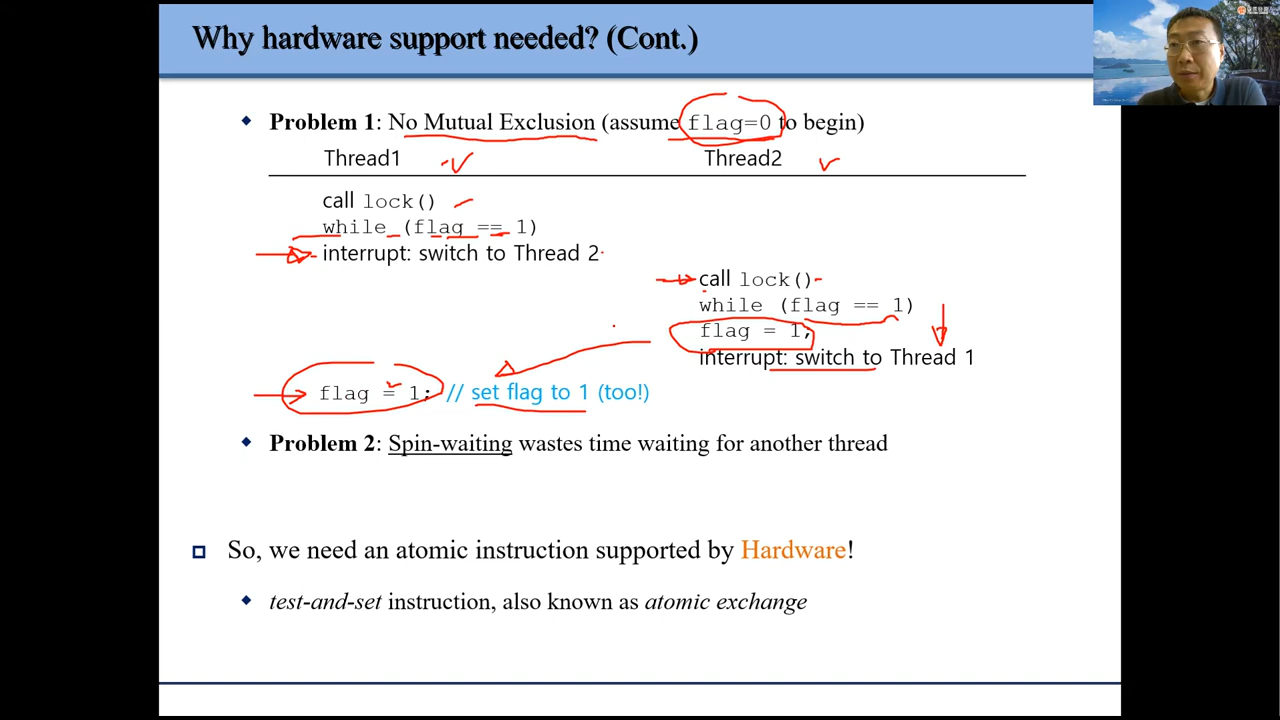 Why hardware support needed? (Cont.)
Problem 1: No Mutual Exclusion (assume flag=0 to begin)
Thread1 Thread2
call lock()
while (flag == 1)
interrupt: switch to Thread 2
call lock()
while (flag == 1)
flag = 1;
interrupt: switch to Thread 1
flag = 1; // set flag to 1 (too!)
Problem 2: Spin-waiting wastes time waiting for another thread
So, we need an atomic instruction supported by Hardware!
test-and-set instruction, also known as atomic exchange